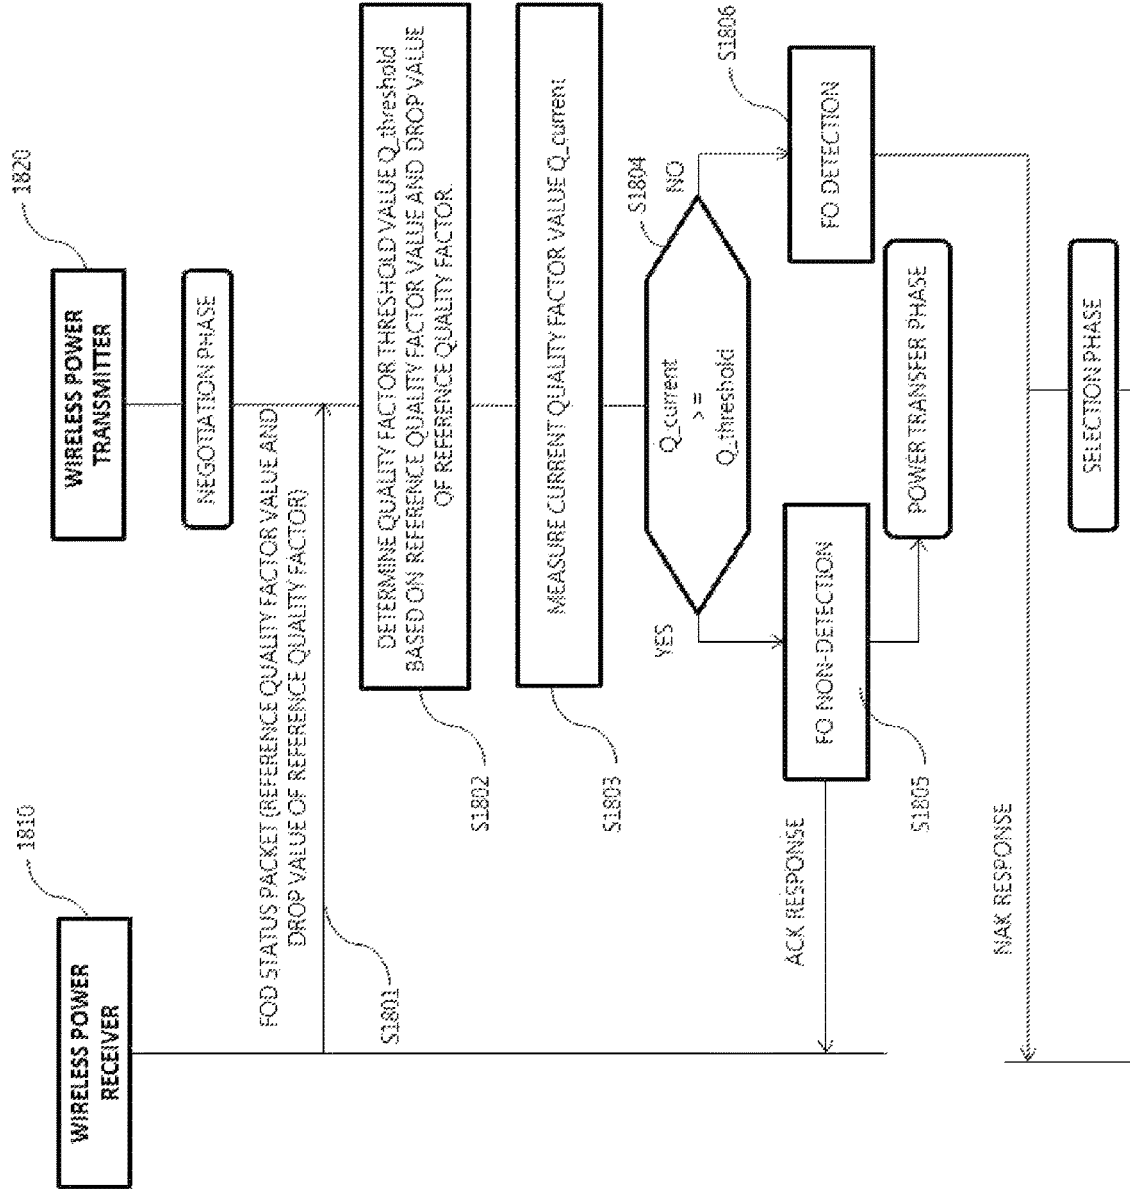 1810
WIRELESS POWER
RECEIVER
1820
WIRELESS POWER
TRANSMITTER
NEGOTIATION PHASE
FOD STATUS PACKET (REFERENCE QUALITY FACTOR VALUE AND
DROP VALUE OF REFERENCE QUALITY FACTOR)
S1801
DETERMINE QUALITY FACTOR THRESHOLD VALUE Q_threshold
BASED ON REFERENCE QUALITY FACTOR VALUE AND DROP VALUE
OF REFERENCE QUALITY FACTOR
S1802
MEASURE CURRENT QUALITY FACTOR VALUE Q_current
S1803
Q_current
>=
Q_threshold
S1804
YES
NO
FO NON-DETECTION
S1805
FO DETECTION
S1806
ACK RESPONSE
POWER TRANSFER PHASE
NAK RESPONSE
SELECTION PHASE